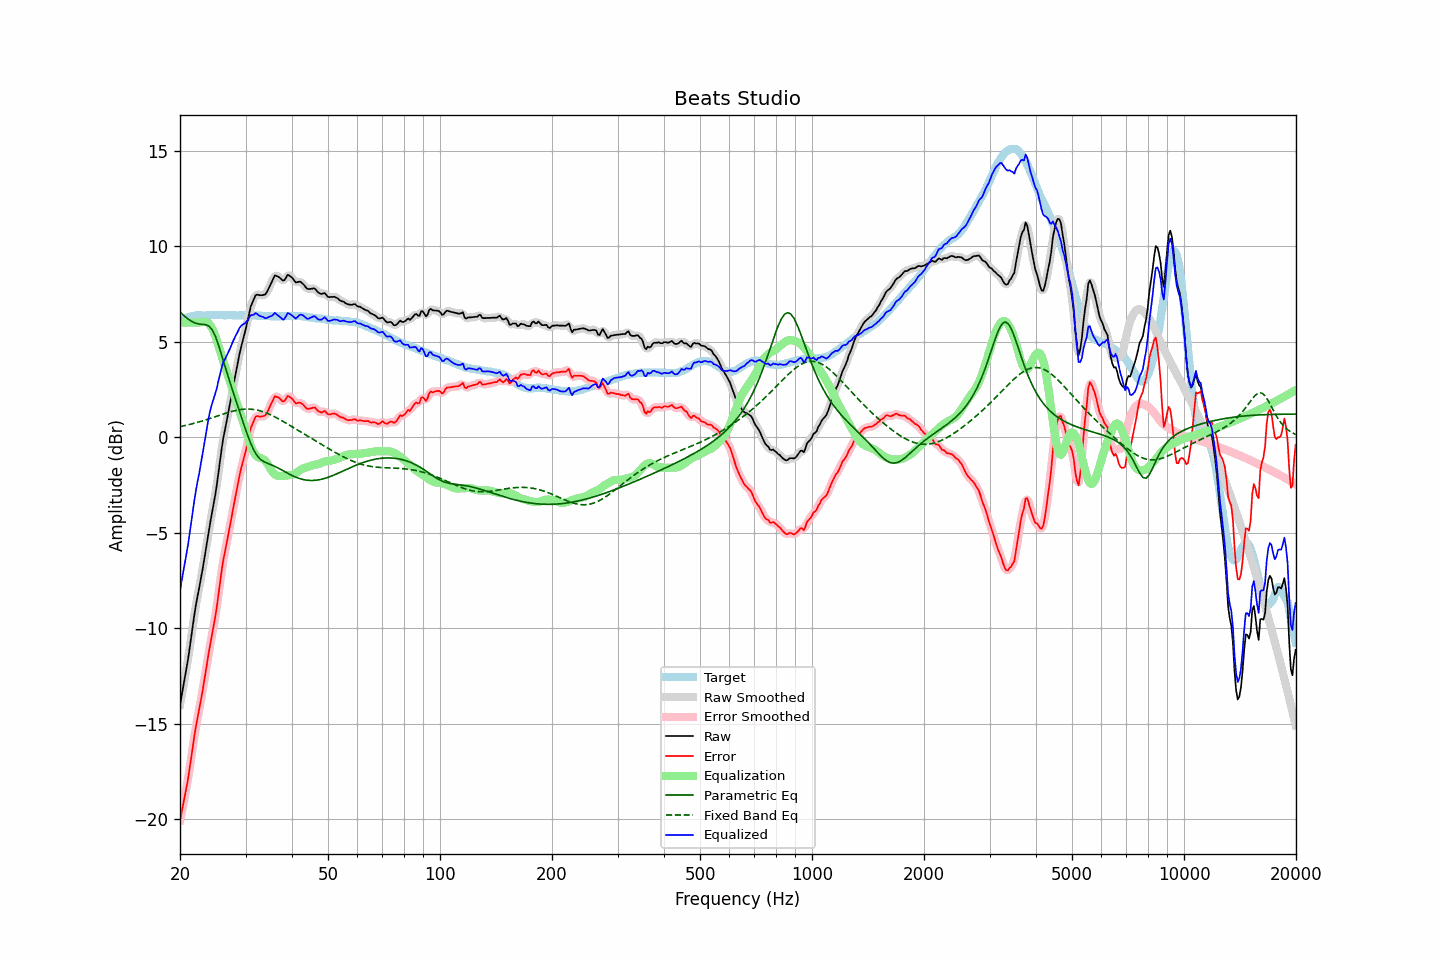 Beats Studio
Amplitude (dBr)
15
10
5
0
−5
−10
−15
−20
Target
Raw Smoothed
Error Smoothed
Raw
Error
Equalization
Parametric Eq
Fixed Band Eq
Equalized
20 50 100 200 500 1000 2000 5000 10000 20000
Frequency (Hz)